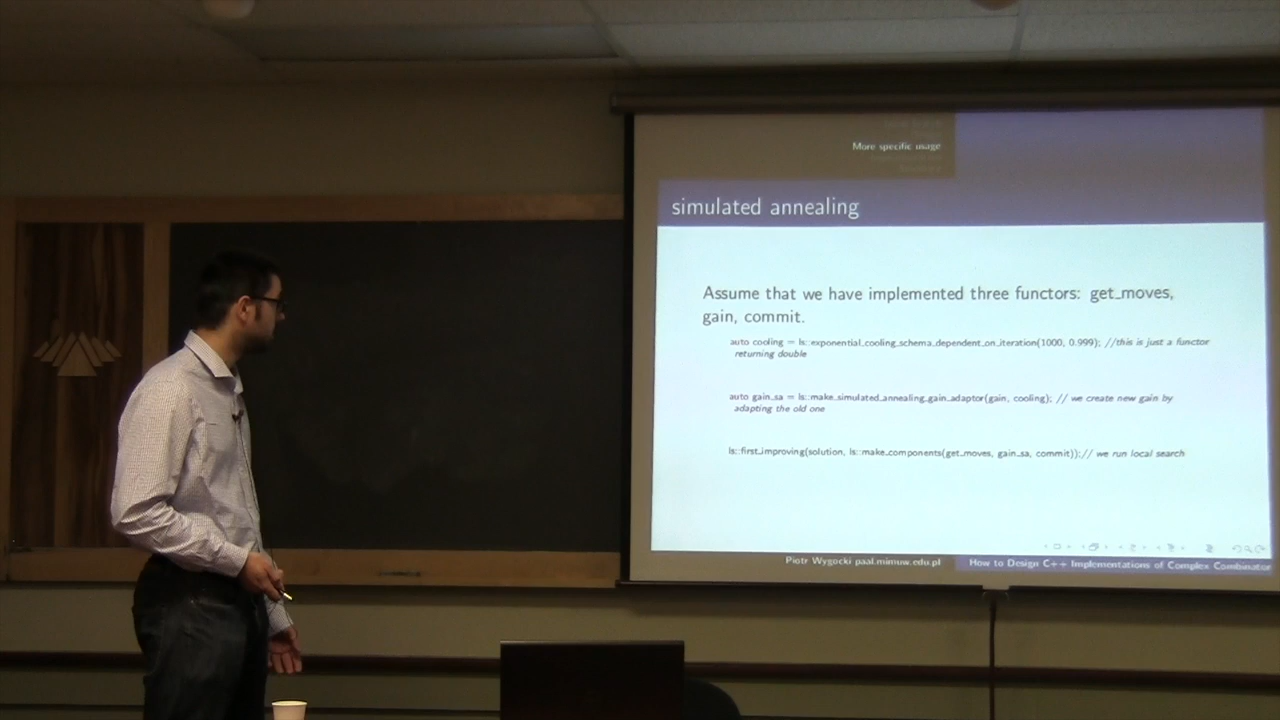 More specific usage
simulated annealing
Assume that we have implemented three functors: get_moves,
gain, commit.
auto cooling = ls::exponential_cooling_schema_dependent_on_iteration(1000, 0.999); //this is just a functor
returning double
auto gain_sa = ls::make_simulated_annealing_gain_adaptor(gain, cooling); // we create new gain by
adapting the old one
ls::first_improving(solution, ls::make_components(get_moves, gain_sa, commit));// we run local search
Piotr Wygocki paal.mimuw.edu.pl
How to Design C++ Implementations of Complex Combinator